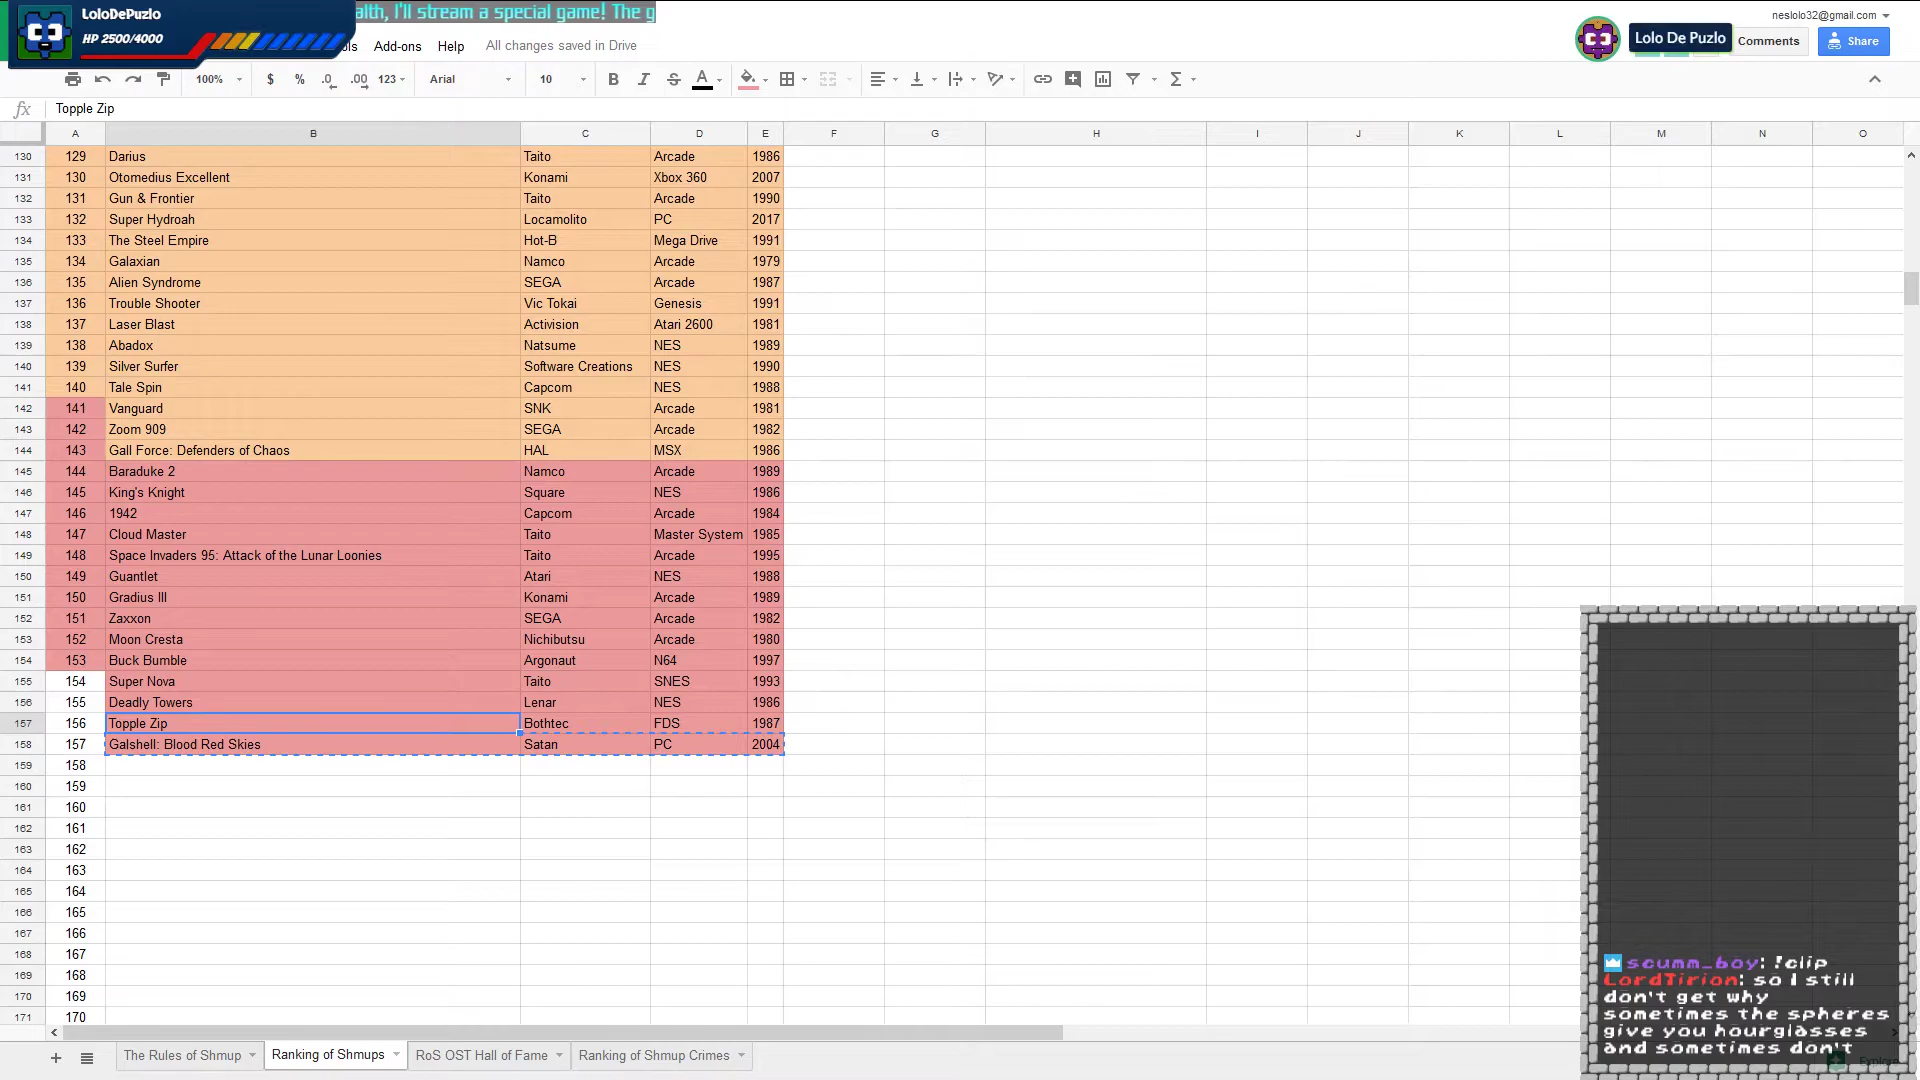 LoloDePuzlo
HP 2500/4000
alth, I'll stream a special game! The g
Add-ons
Help
All changes saved in Drive
neslolo32@gmail.com
Lolo De Puzlo
Comments
Share
100%
$ % .0 .00 123
Arial
10
B I S A
fx Topple Zip
A B C D E F G H I J K L M N O
130 129 Darius Taito Arcade 1986
131 130 Otomedius Excellent Konami Xbox 360 2007
132 131 Gun & Frontier Taito Arcade 1990
133 132 Super Hydroah Locamolito PC 2017
134 133 The Steel Empire Hot-B Mega Drive 1991
135 134 Galaxian Namco Arcade 1979
136 135 Alien Syndrome SEGA Arcade 1987
137 136 Trouble Shooter Vic Tokai Genesis 1991
138 137 Laser Blast Activision Atari 2600 1981
139 138 Abadox Natsume NES 1989
140 139 Silver Surfer Software Creations NES 1990
141 140 Tale Spin Capcom NES 1988
142 141 Vanguard SNK Arcade 1981
143 142 Zoom 909 SEGA Arcade 1982
144 143 Gall Force: Defenders of Chaos HAL MSX 1986
145 144 Baraduke 2 Namco Arcade 1989
146 145 King's Knight Square NES 1986
147 146 1942 Capcom Arcade 1984
148 147 Cloud Master Taito Master System 1985
149 148 Space Invaders 95: Attack of the Lunar Loonies Taito Arcade 1995
150 149 Guantlet Atari NES 1988
151 150 Gradius III Konami Arcade 1989
152 151 Zaxxon SEGA Arcade 1982
153 152 Moon Cresta Nichibutsu Arcade 1980
154 153 Buck Bumble Argonaut N64 1997
155 154 Super Nova Taito SNES 1993
156 155 Deadly Towers Lenar NES 1986
157 156 Topple Zip Bothtec FDS 1987
158 157 Galshell: Blood Red Skies Satan PC 2004
159 158
160 159
161 160
162 161
163 162
164 163
165 164
166 165
167 166
168 167
169 168
170 169
171 170
scumm_boy: !clip
LordTirion: so I still
don't get why
sometimes the spheres
give you hourglasses
and sometimes don't
The Rules of Shmup
Ranking of Shmups
RoS OST Hall of Fame
Ranking of Shmup Crimes
Explore